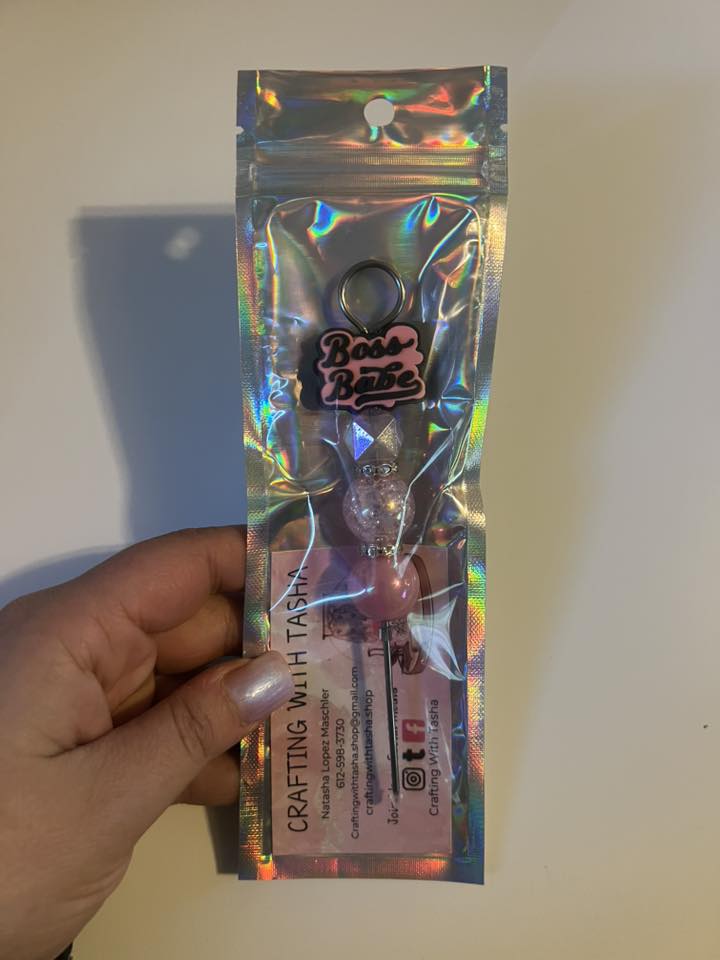 Boss
Babe
CRAFTING WITH TASHA
Natasha Lopez Maschler
612-598-3730
Craftingwithtasha.shop@gmail.com
craftingwithtasha.shop
Media
Crafting With Tasha